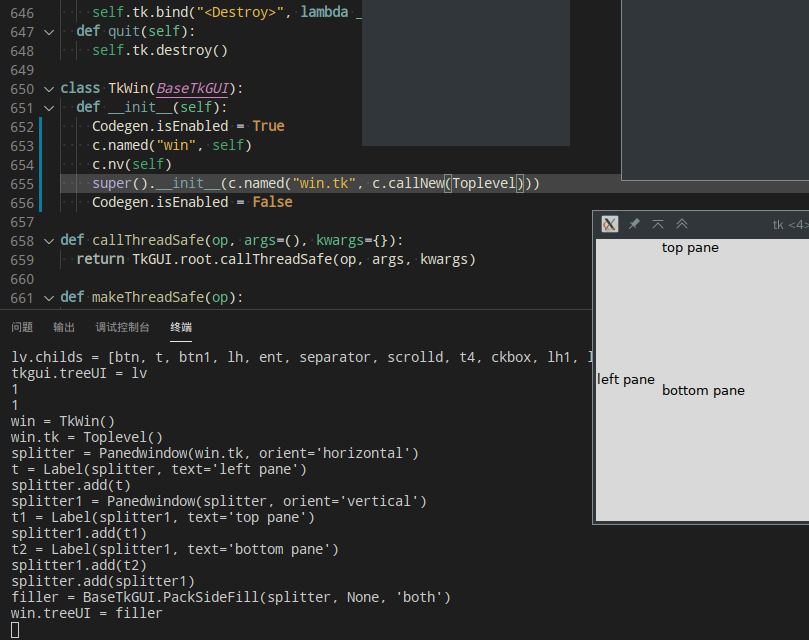 646 self.tk.bind("<Destroy>", lambda _
647 def quit(self):
648 self.tk.destroy()
649
650 class TkWin(BaseTkGUI):
651 def __init__(self):
652 Codegen.isEnabled = True
653 c.named("win", self)
654 c.nv(self)
655 super().__init__(c.named("win.tk", c.callNew(Toplevel)))
656 Codegen.isEnabled = False
657
658 def callThreadSafe(op, args=(), kwargs={}):
659 return TkGUI.root.callThreadSafe(op, args, kwargs)
660
661 def makeThreadSafe(op):
问题 输出 调试控制台 终端
lv.childs = [btn, t, btn1, lh, ent, separator, scrolld, t4, ckbox, lh1, l
tkgui.treeUI = lv
1
1
win = TkWin()
win.tk = Toplevel()
splitter = Panedwindow(win.tk, orient='horizontal')
t = Label(splitter, text='left pane')
splitter.add(t)
splitter1 = Panedwindow(splitter, orient='vertical')
t1 = Label(splitter1, text='top pane')
splitter1.add(t1)
t2 = Label(splitter1, text='bottom pane')
splitter1.add(t2)
splitter.add(splitter1)
filler = BaseTkGUI.PackSideFill(splitter, None, 'both')
win.treeUI = filler
tk <4>
top pane
left pane
bottom pane